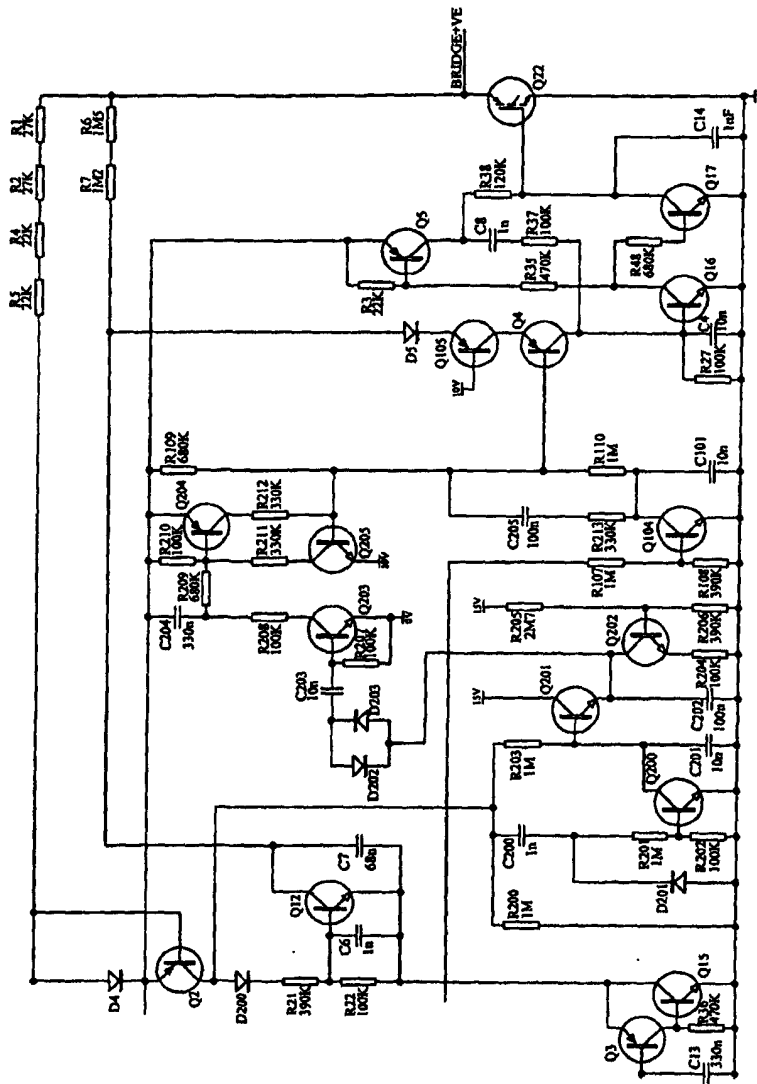 R1
27K
R2
27K
R4
22K
R5
22K
R6
1M5
R7
1M2
BRIDGE+VE
Q22
R38
120K
C14
1nF
Q5
C8
1n
R37
100K
R35
470K
Q17
R48
680K
R3
22K
Q16
C4
10n
R27
100K
D5
Q105
10V
Q4
R109
680K
R110
1M
C101
10n
Q204
R212
330K
R210
100K
R211
330K
Q205
R209
680K
C205
100n
R213
330K
Q104
R107
1M
R108
390K
C204
330n
R208
100K
Q203
R207
100K
C203
10n
D203
D202
15V
R205
2M7
R206
390K
Q202
R204
100K
Q201
15V
C202
100n
R203
1M
C201
10n
Q200
C200
1n
R201
1M
R202
100K
D201
R200
1M
C7
68n
Q12
C6
1n
D4
Q2
D200
R21
390K
R22
100K
Q15
R36
470K
Q3
C13
330n